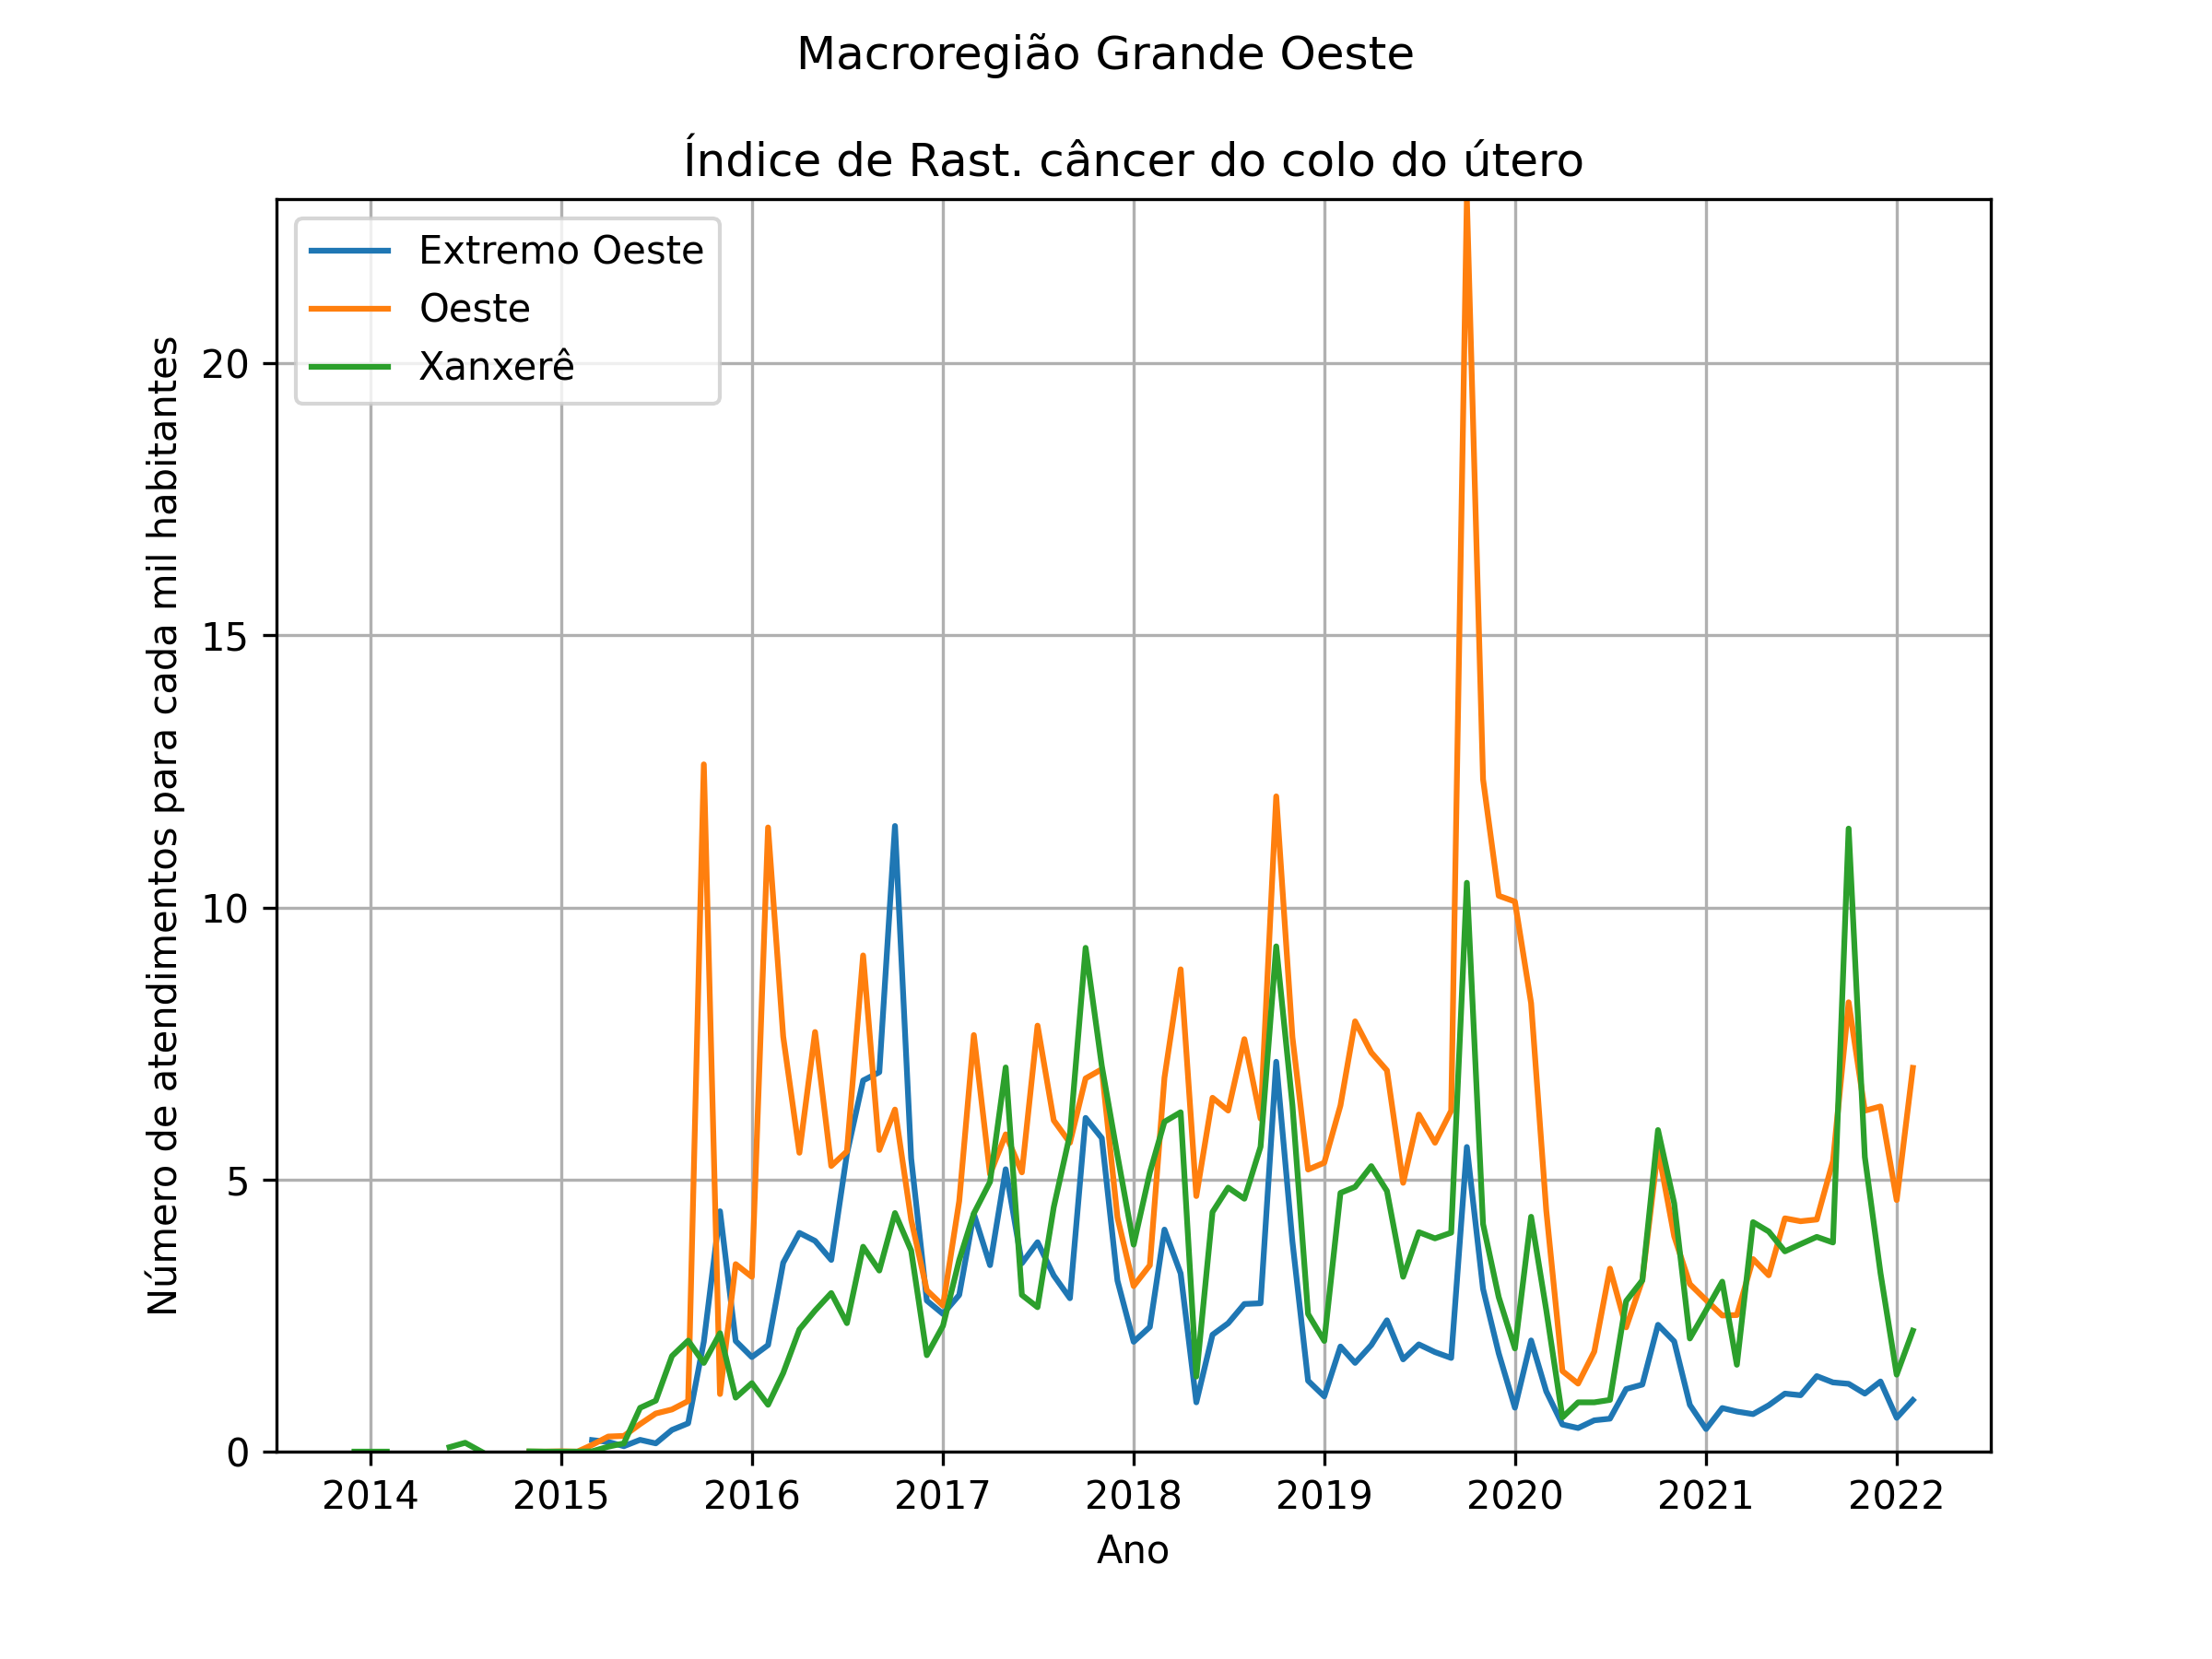 Macroregião Grande Oeste
Índice de Rast. câncer do colo do útero
Extremo Oeste
Oeste
Xanxerê
Número de atendimentos para cada mil habitantes
20
15
10
5
0
2014 2015 2016 2017 2018 2019 2020 2021 2022
Ano